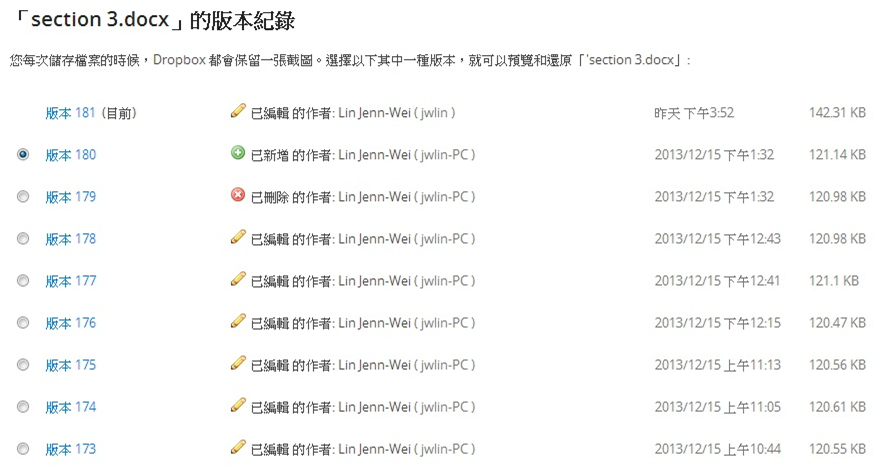 「section 3.docx」的版本紀錄
您每次儲存檔案的時候，Dropbox 都會保留一張截圖。選擇以下其中一種版本，就可以預覽和還原「'section 3.docx」:
版本 181 (目前) 已編輯 的作者: Lin Jenn-Wei ( jwlin ) 昨天 下午3:52 142.31 KB
版本 180 已新增 的作者: Lin Jenn-Wei ( jwlin-PC ) 2013/12/15 下午1:32 121.14 KB
版本 179 已刪除 的作者: Lin Jenn-Wei ( jwlin-PC ) 2013/12/15 下午1:32 120.98 KB
版本 178 已編輯 的作者: Lin Jenn-Wei ( jwlin-PC ) 2013/12/15 下午12:43 120.98 KB
版本 177 已編輯 的作者: Lin Jenn-Wei ( jwlin-PC ) 2013/12/15 下午12:41 121.1 KB
版本 176 已編輯 的作者: Lin Jenn-Wei ( jwlin-PC ) 2013/12/15 下午12:15 120.47 KB
版本 175 已編輯 的作者: Lin Jenn-Wei ( jwlin-PC ) 2013/12/15 上午11:13 120.56 KB
版本 174 已編輯 的作者: Lin Jenn-Wei ( jwlin-PC ) 2013/12/15 上午11:05 120.61 KB
版本 173 已編輯 的作者: Lin Jenn-Wei ( jwlin-PC ) 2013/12/15 上午10:44 120.55 KB